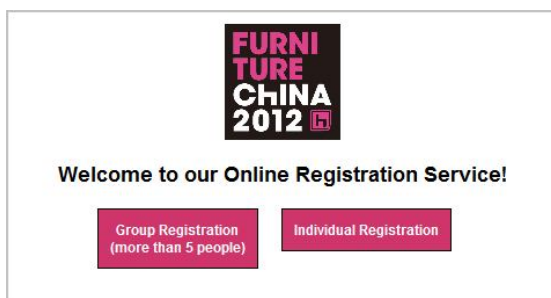 FURNI
TURE
ChINA
2012 h
Welcome to our Online Registration Service!
Group Registration
(more than 5 people)
Individual Registration